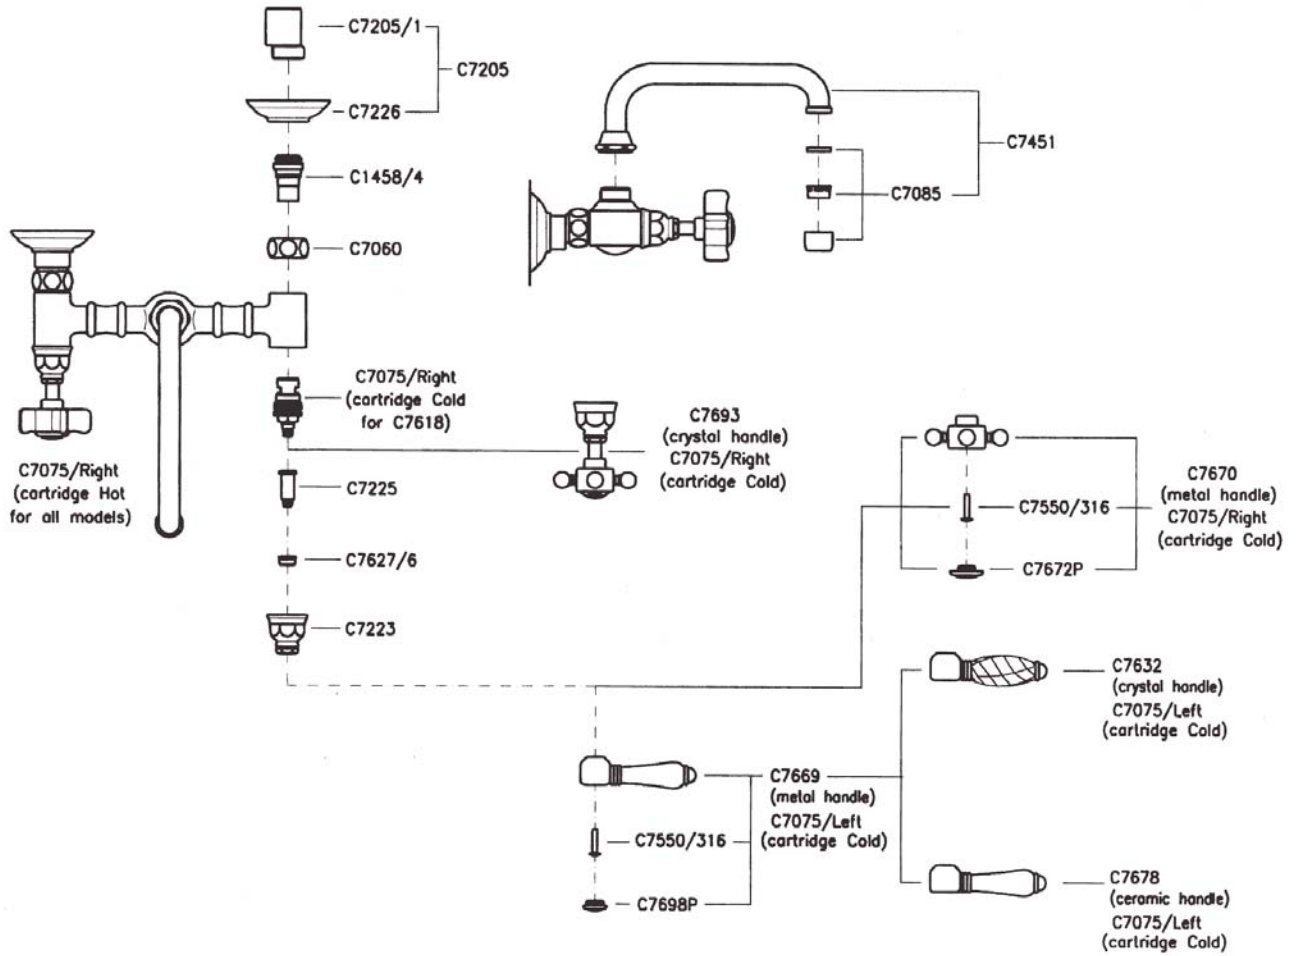 C7205/1
C7205
C7226
C1458/4
C7060
C7451
C7085
C7075/Right
(cartridge Cold
for C7618)
C7075/Right
(cartridge Hot
for all models)
C7693
(crystal handle)
C7075/Right
(cartridge Cold)
C7225
C7627/6
C7223
C7670
(metal handle)
C7075/Right
(cartridge Cold)
C7550/316
C7672P
C7632
(crystal handle)
C7075/Left
(cartridge Cold)
C7669
(metal handle)
C7075/Left
(cartridge Cold)
C7550/316
C7698P
C7678
(ceramic handle)
C7075/Left
(cartridge Cold)